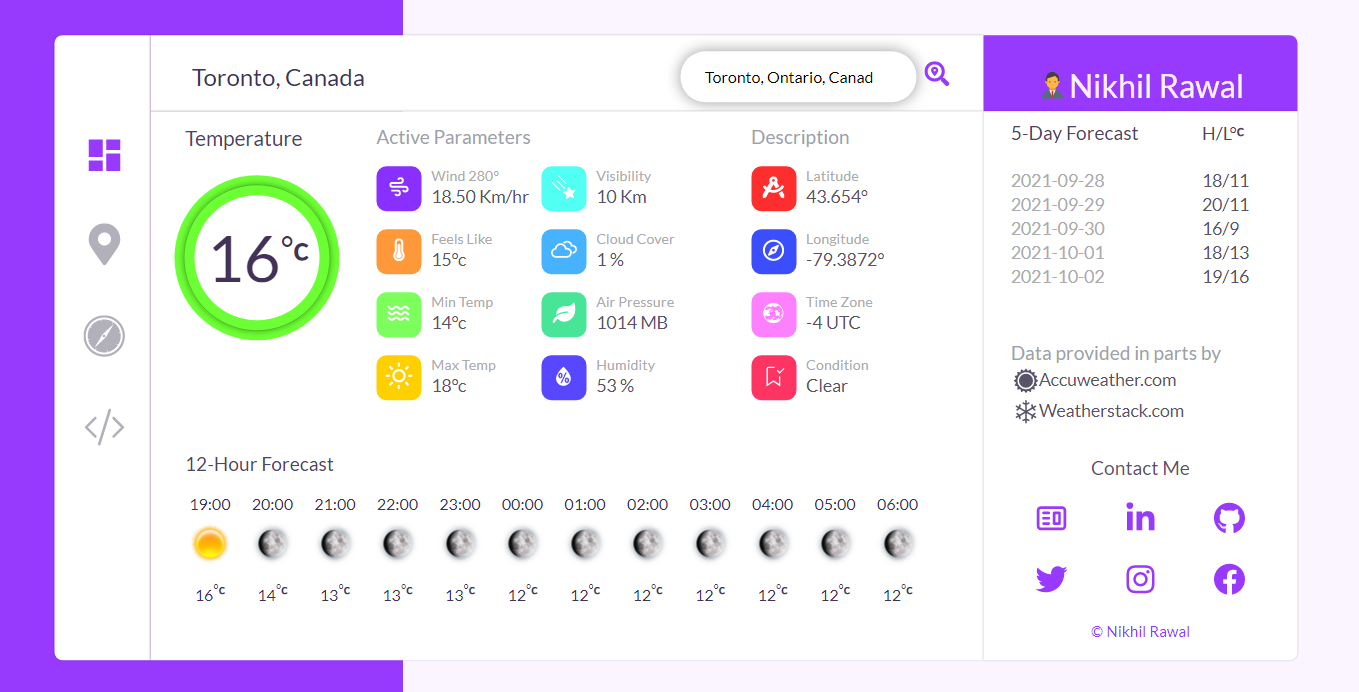 Toronto, Canada
Toronto, Ontario, Canad
Nikhil Rawal
Temperature
16°c
Active Parameters
Wind 280°
18.50 Km/hr
Visibility
10 Km
Feels Like
15°c
Cloud Cover
1 %
Min Temp
14°c
Air Pressure
1014 MB
Max Temp
18°c
%
Humidity
53 %
Description
Latitude
43.654°
Longitude
-79.3872°
Time Zone
-4 UTC
Condition
Clear
12-Hour Forecast
19:00 20:00 21:00 22:00 23:00 00:00 01:00 02:00 03:00 04:00 05:00 06:00
16°c 14°c 13°c 13°c 13°c 12°c 12°c 12°c 12°c 12°c 12°c 12°c
5-Day Forecast H/L°c
2021-09-28 18/11
2021-09-29 20/11
2021-09-30 16/9
2021-10-01 18/13
2021-10-02 19/16
Data provided in parts by
Accuweather.com
Weatherstack.com
Contact Me
in
© Nikhil Rawal